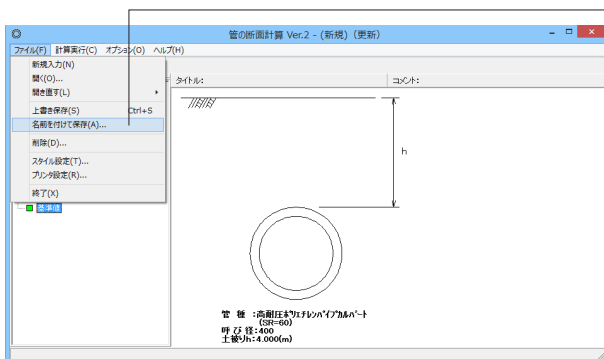 管の断面計算 Ver.2 - (新規) (更新)
ファイル(F) 計算実行(C) オプション(O) ヘルプ(H)
新規入力(N)
開く(O)...
開き直す(L)
上書き保存(S) Ctrl+S
名前を付けて保存(A)...
削除(D)...
スタイル設定(T)...
プリンタ設定(R)...
終了(X)
タイトル: コメント:
h
基準値
管 種 :高耐圧ポリエチレンパイプカルバート
(SR=60)
呼び径:400
土被りh:4.000(m)